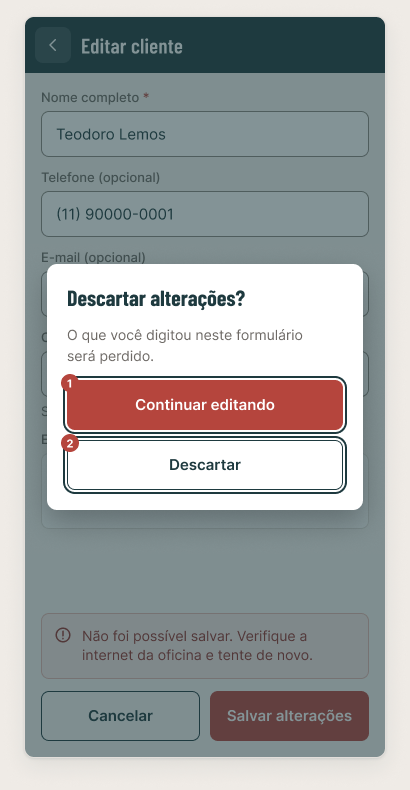 Editar cliente
Nome completo *
Teodoro Lemos
Telefone (opcional)
(11) 90000-0001
E-mail (opcional)
Descartar alterações?
O que você digitou neste formulário
será perdido.
1
Continuar editando
2
Descartar
Não foi possível salvar. Verifique a
internet da oficina e tente de novo.
Cancelar
Salvar alterações